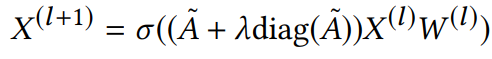 X^{(l+1)} = σ((Ã + λdiag(Ã))X^{(l)}W^{(l)})